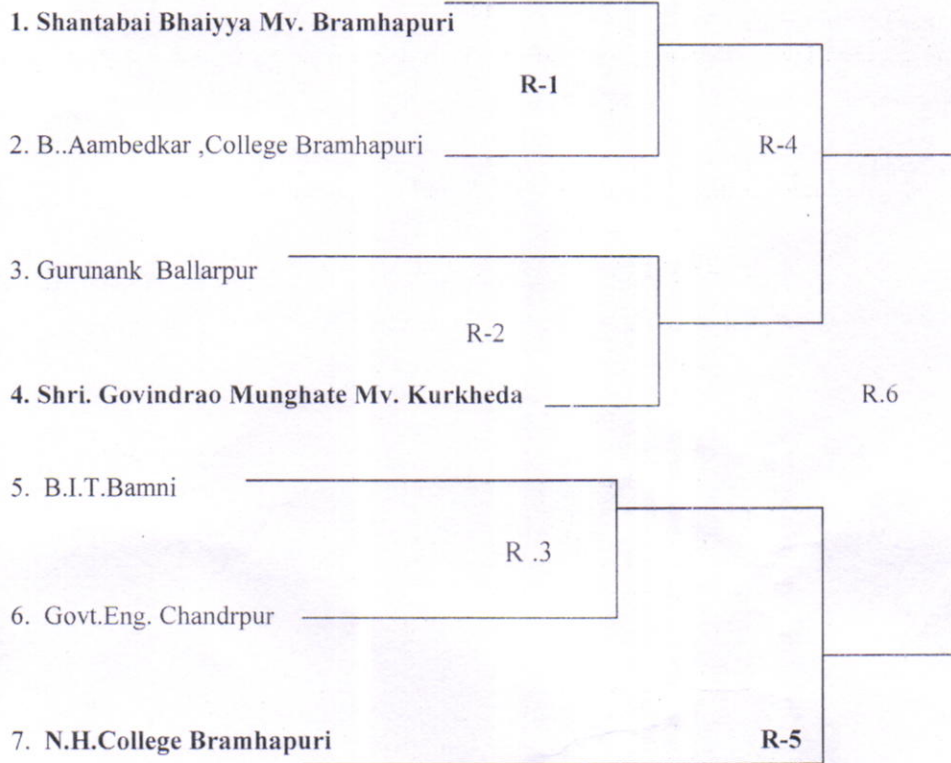 1. Shantabai Bhaiyya Mv. Bramhapuri
R-1
2. B..Aambedkar ,College Bramhapuri
R-4
3. Gurunank Ballarpur
R-2
4. Shri. Govindrao Munghate Mv. Kurkheda
R.6
5. B.I.T.Bamni
R .3
6. Govt.Eng. Chandrpur
7. N.H.College Bramhapuri
R-5